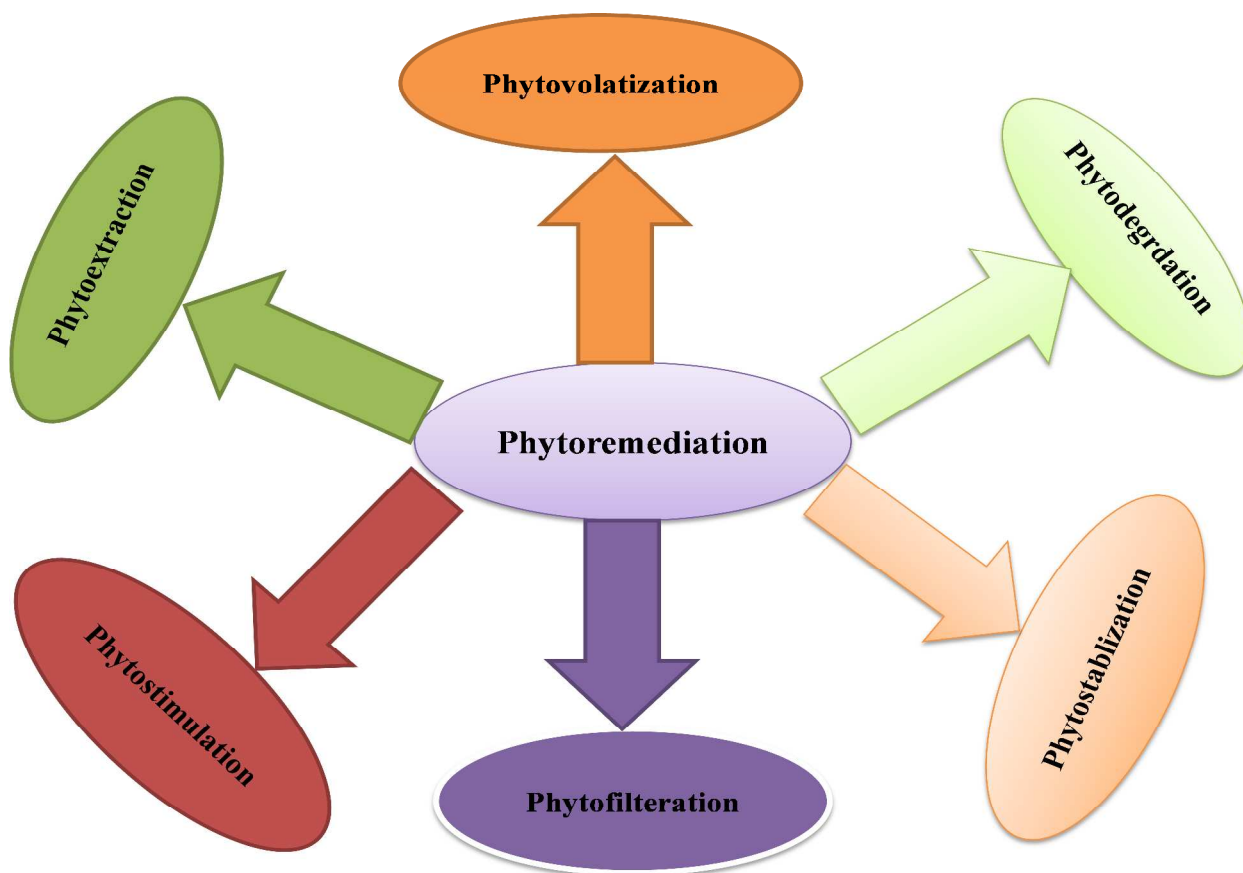 Phytovolatization
Phytoextraction
Phytodegrdation
Phytoremediation
Phytostimulation
Phytostablization
Phytofilteration